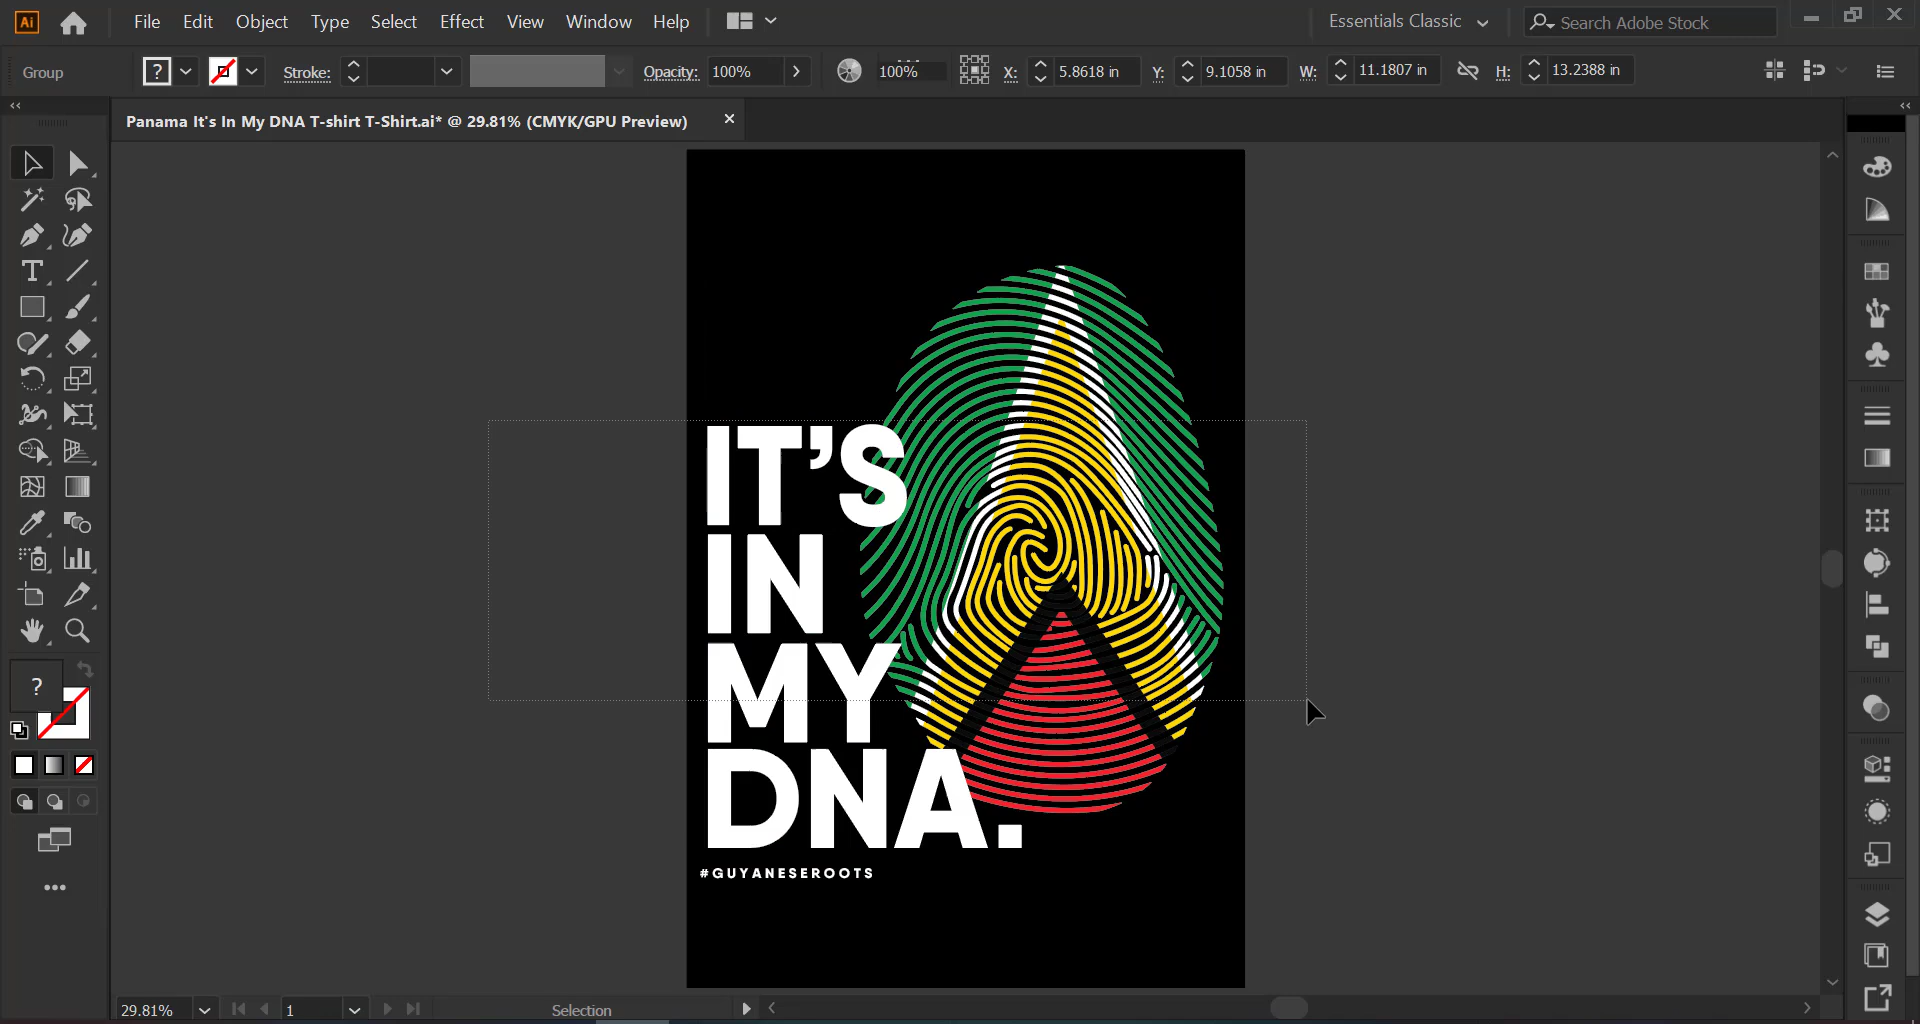 Ai File Edit Object Type Select Effect View Window Help Essentials Classic Search Adobe Stock
Group ? Stroke: Opacity: 100% 100% X: 5.8618 in Y: 9.1058 in W: 11.1807 in H: 13.2388 in
Panama It's In My DNA T-shirt T-Shirt.ai* @ 29.81% (CMYK/GPU Preview)
IT'S
IN
MY
DNA.
#GUYANESEROOTS
?
29.81% 1 Selection